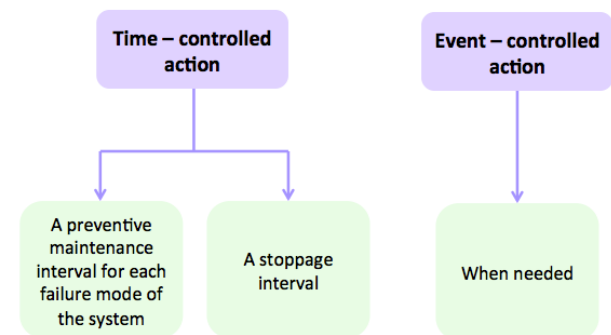 Time – controlled
action
Event – controlled
action
A preventive
maintenance
interval for each
failure mode of
the system
A stoppage
interval
When needed